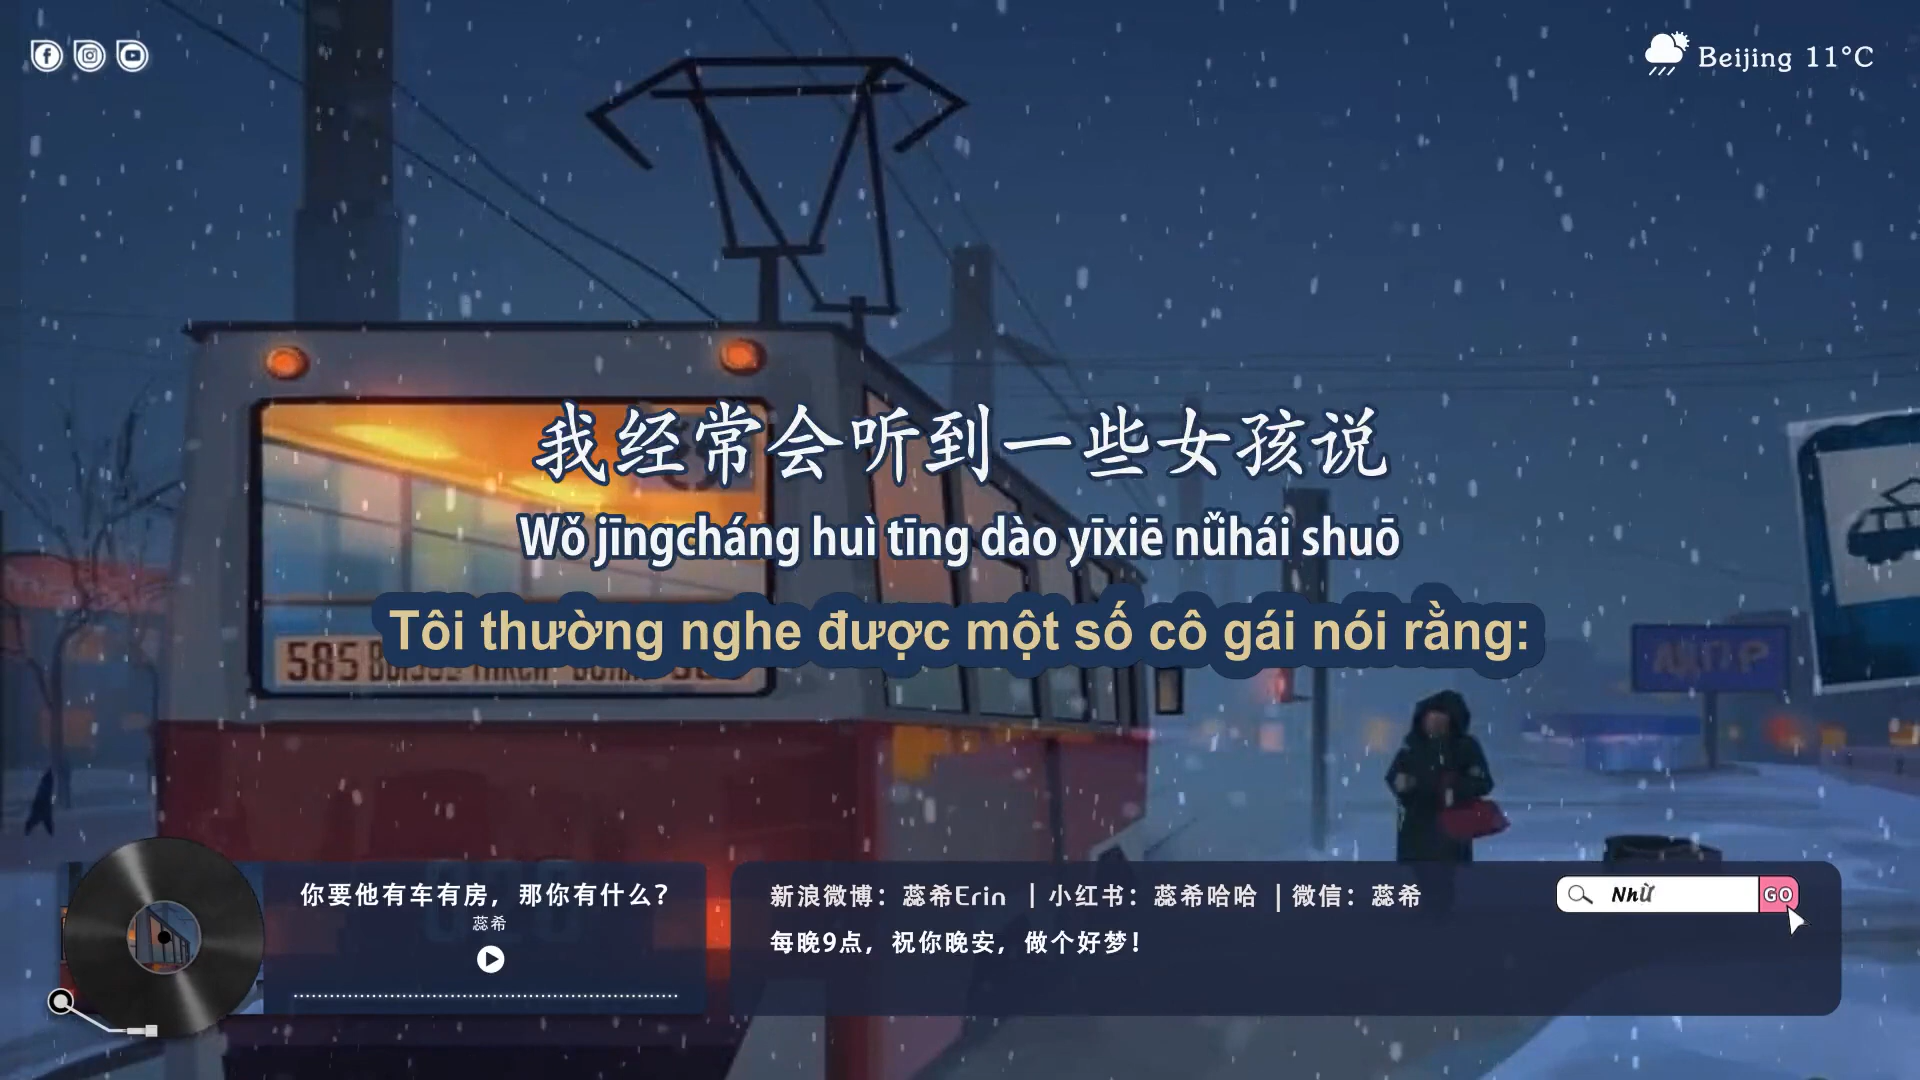 Beijing 11°C
我经常会听到一些女孩说
Wǒ jīngcháng huì tīng dào yīxiē nǚhái shuō
Tôi thường nghe được một số cô gái nói rằng:
585
你要他有车有房，那你有什么？
蕊希
新浪微博：蕊希Erin ｜小红书：蕊希哈哈 ｜微信：蕊希
每晚9点，祝你晚安，做个好梦！
Như
GO